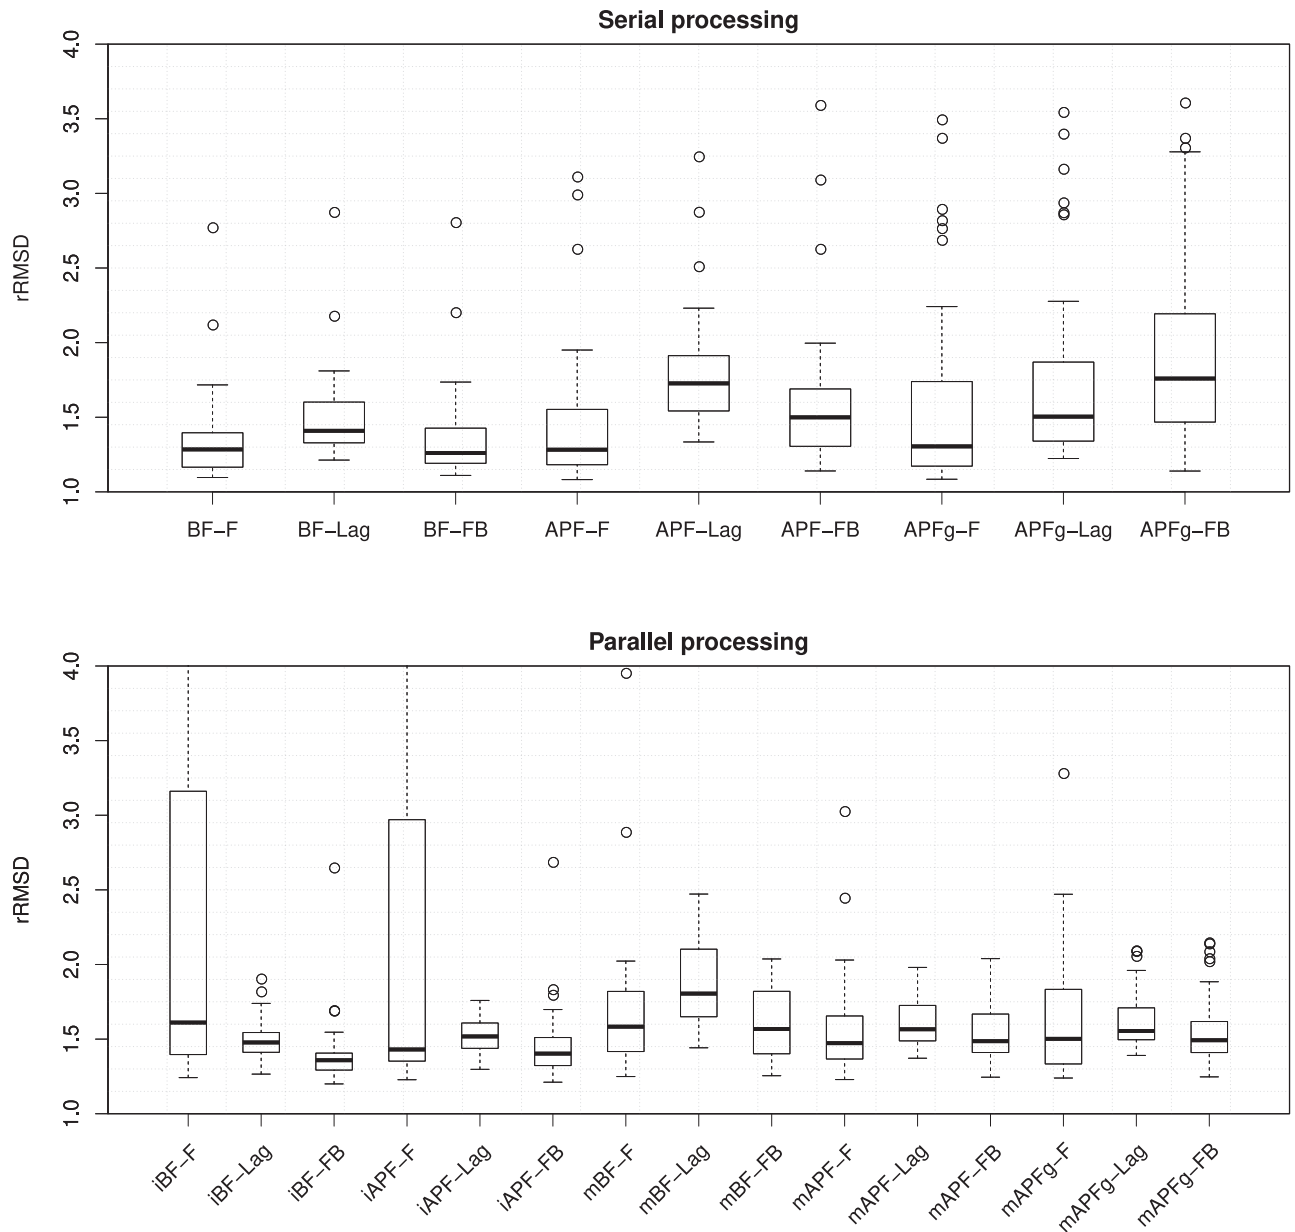 Serial processing
4.0
3.5
3.0
2.5
2.0
1.5
1.0
rRMSD
BF–F BF–Lag BF–FB APF–F APF–Lag APF–FB APFg–F APFg–Lag APFg–FB
Parallel processing
4.0
3.5
3.0
2.5
2.0
1.5
1.0
rRMSD
iBF–F iBF–Lag iBF–FB iAPF–F iAPF–Lag iAPF–FB mBF–F mBF–Lag mBF–FB mAPF–F mAPF–Lag mAPF–FB mAPFg–F mAPFg–Lag mAPFg–FB